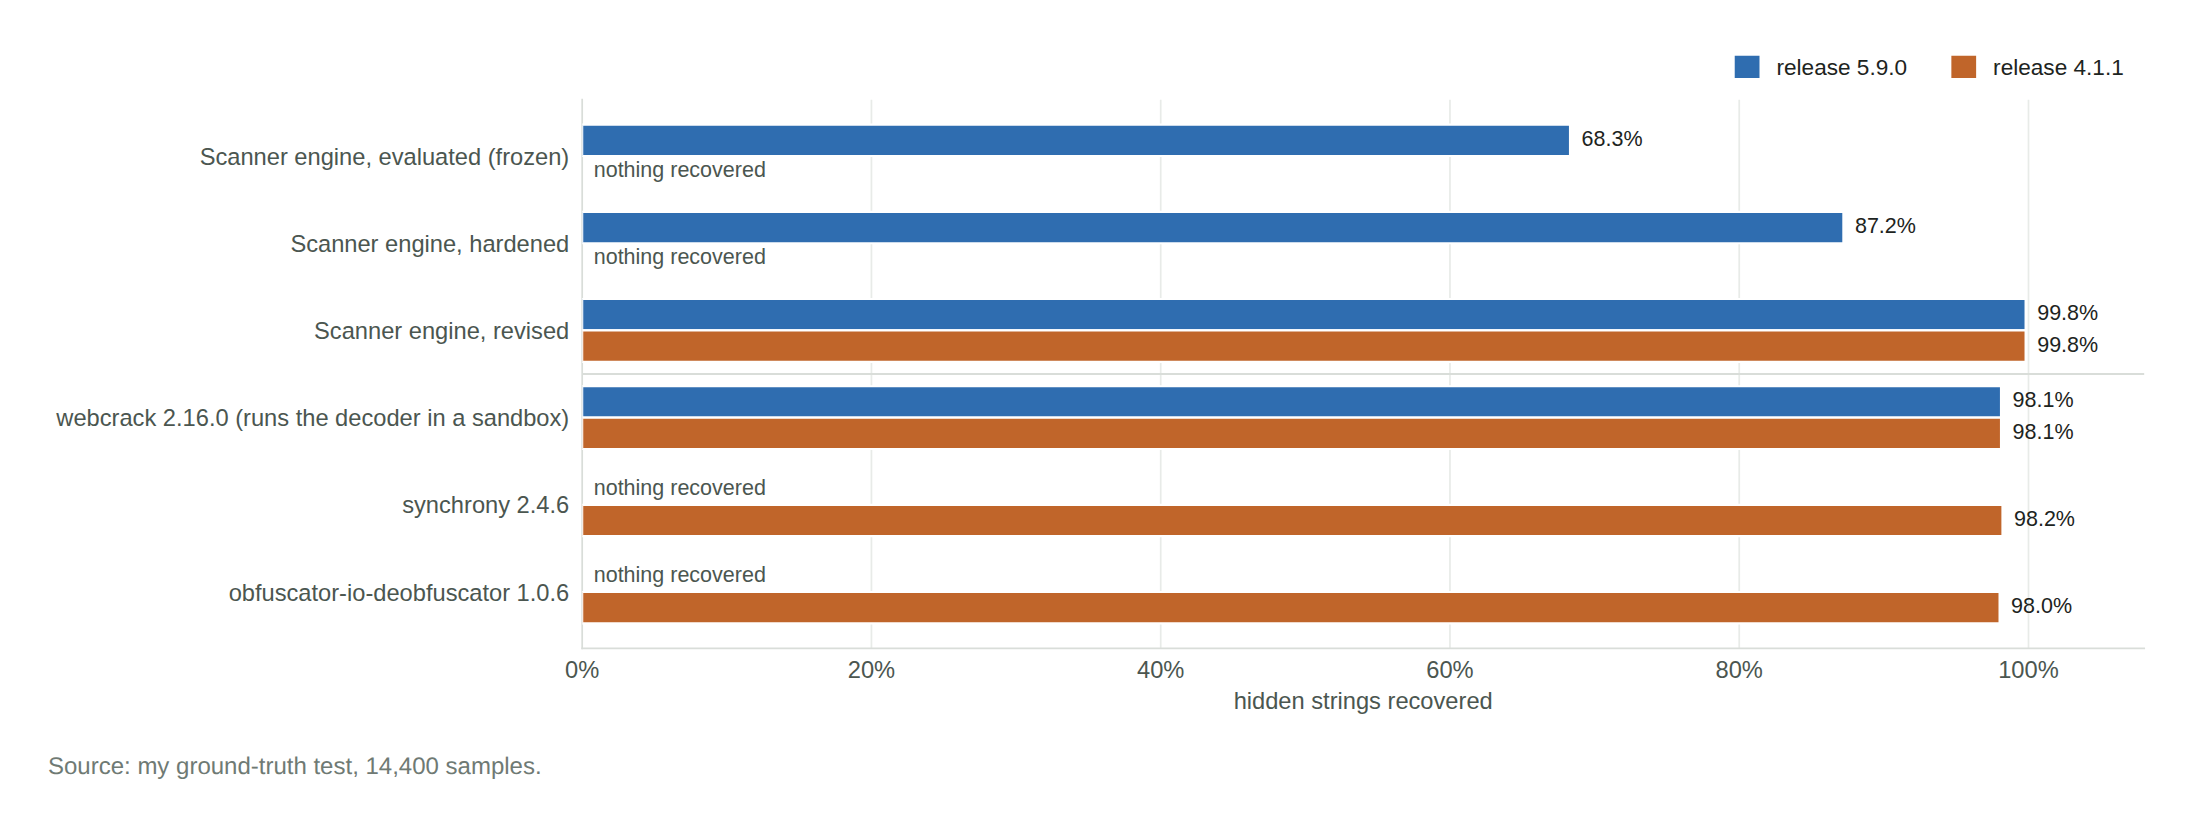 release 5.9.0
release 4.1.1
Scanner engine, evaluated (frozen)
68.3%
nothing recovered
Scanner engine, hardened
87.2%
nothing recovered
Scanner engine, revised
99.8%
99.8%
webcrack 2.16.0 (runs the decoder in a sandbox)
98.1%
98.1%
synchrony 2.4.6
nothing recovered
98.2%
obfuscator-io-deobfuscator 1.0.6
nothing recovered
98.0%
0% 20% 40% 60% 80% 100%
hidden strings recovered
Source: my ground-truth test, 14,400 samples.